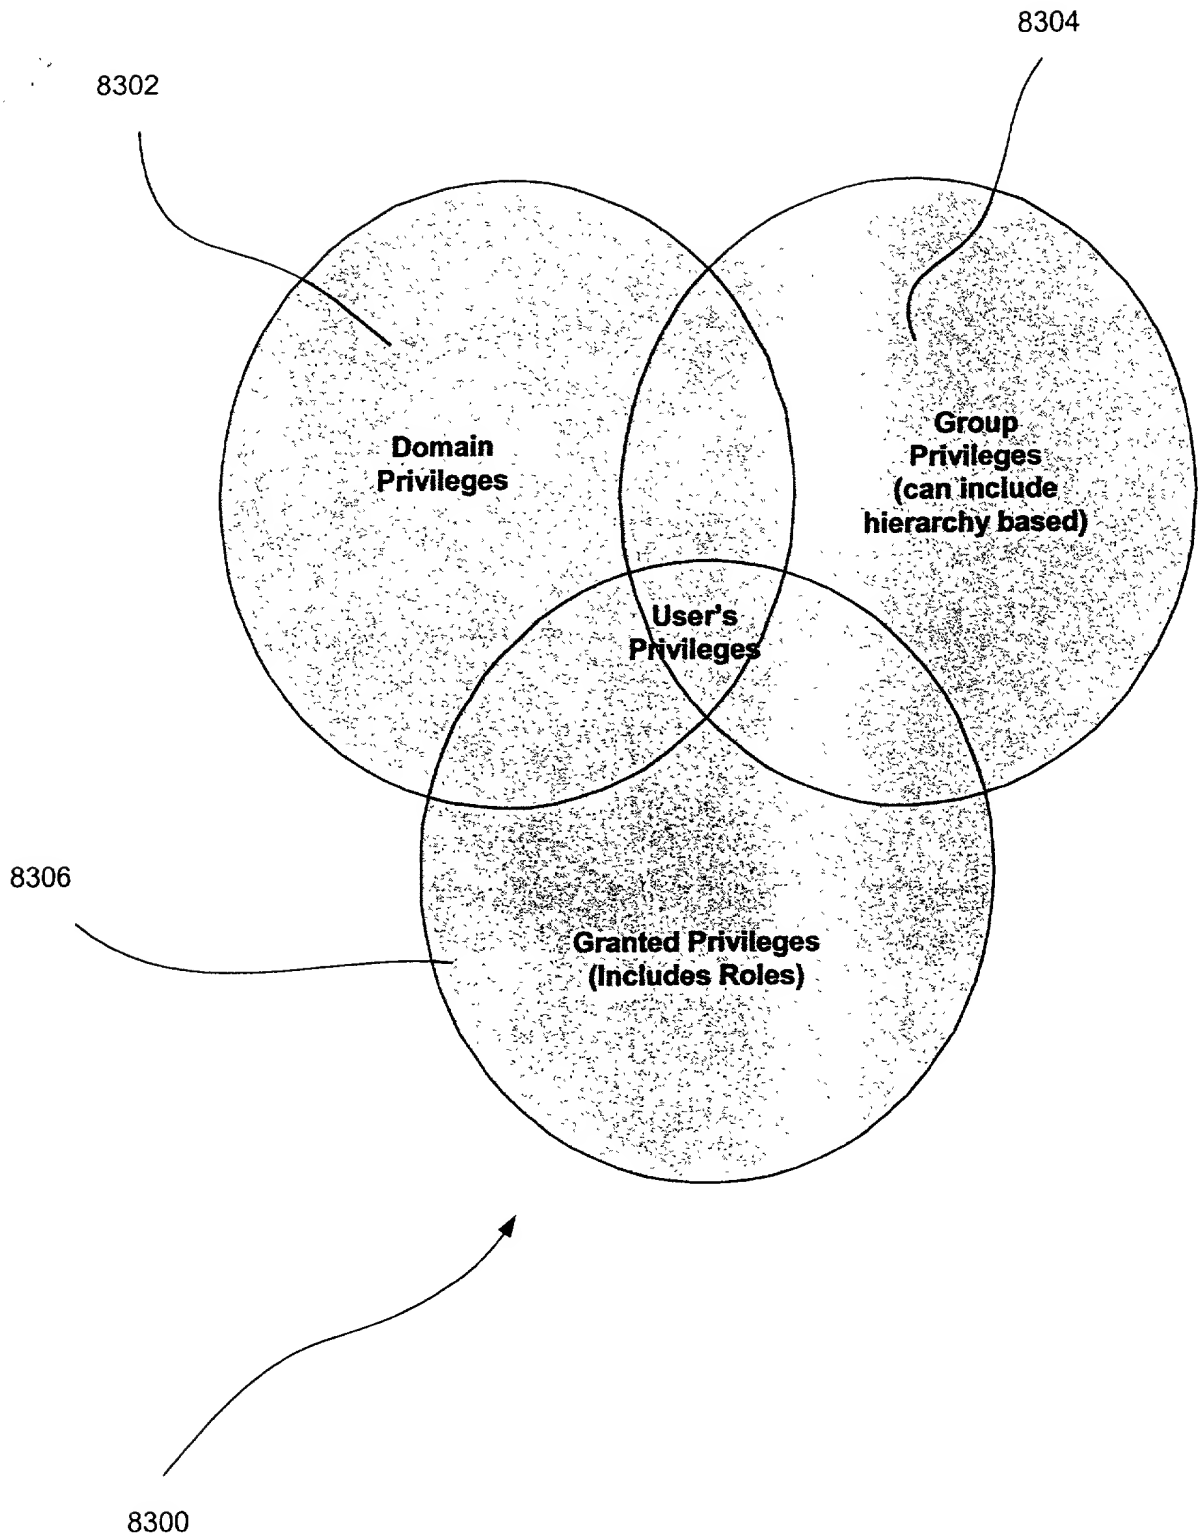 8304
8302
Domain
Privileges
Group
Privileges
(can include
hierarchy based)
User's
Privileges
8306
Granted Privileges
(Includes Roles)
8300